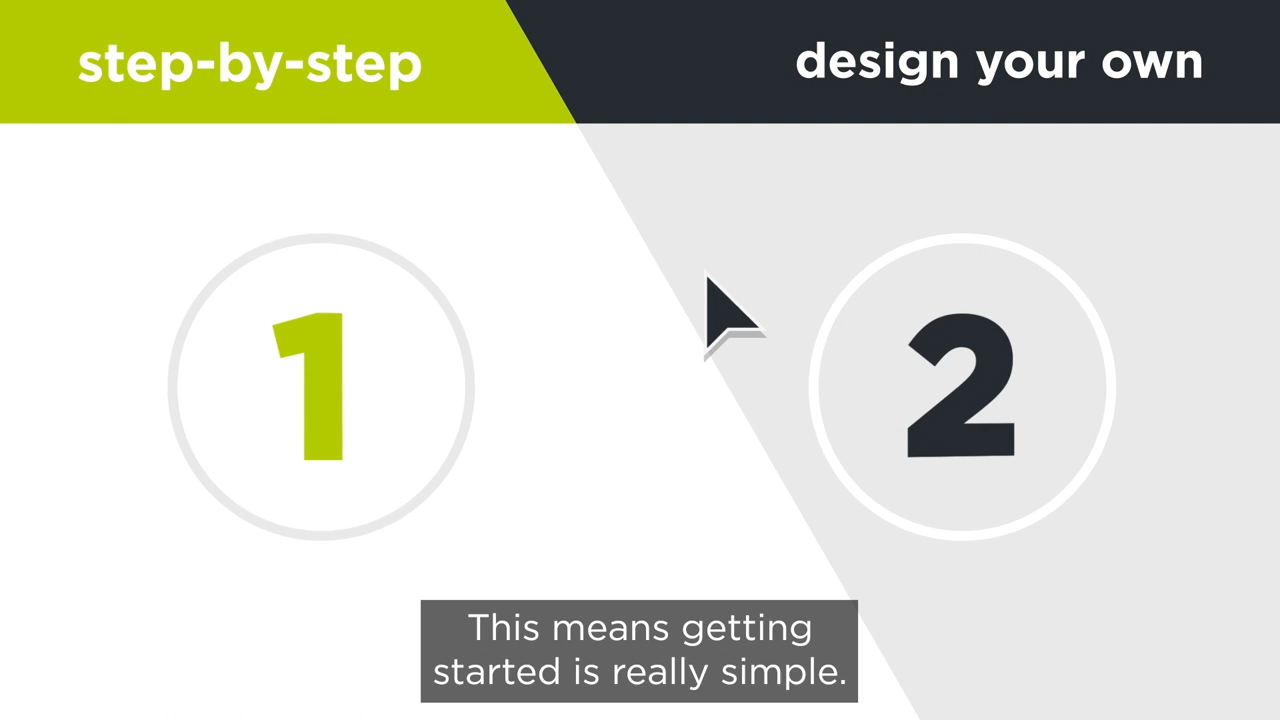 step-by-step
design your own
1
2
This means getting
started is really simple.